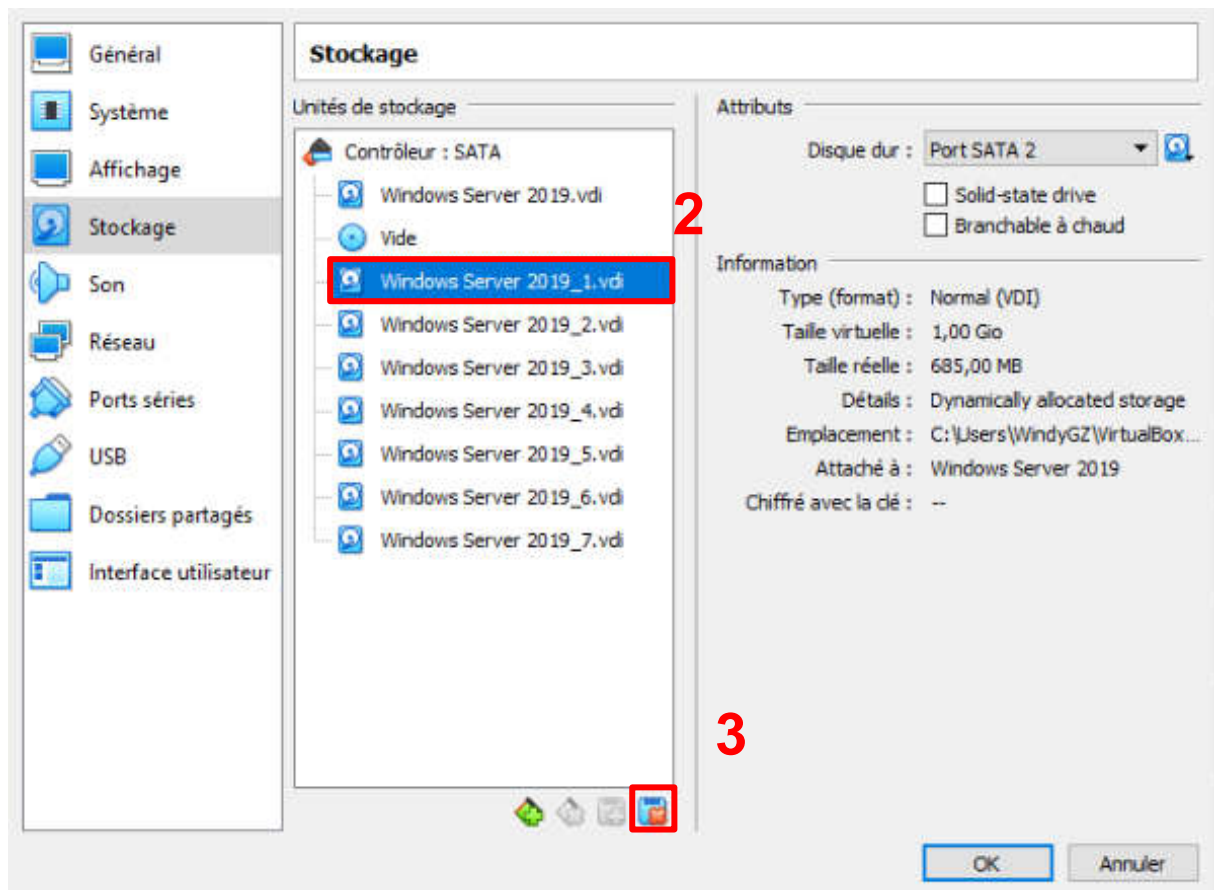 Général
Système
Affichage
Stockage
Son
Réseau
Ports séries
USB
Dossiers partagés
Interface utilisateur
Stockage
Unités de stockage
Contrôleur : SATA
Windows Server 2019.vdi
Vide
Windows Server 2019_1.vdi
Windows Server 2019_2.vdi
Windows Server 2019_3.vdi
Windows Server 2019_4.vdi
Windows Server 2019_5.vdi
Windows Server 2019_6.vdi
Windows Server 2019_7.vdi
2
3
Attributs
Disque dur : Port SATA 2
Solid-state drive
Branchable à chaud
Information
Type (format) : Normal (VDI)
Taille virtuelle : 1,00 Gio
Taille réelle : 685,00 MB
Détails : Dynamically allocated storage
Emplacement : C:\Users\WindyGZ\VirtualBox...
Attaché à : Windows Server 2019
Chiffré avec la clé : --
OK
Annuler